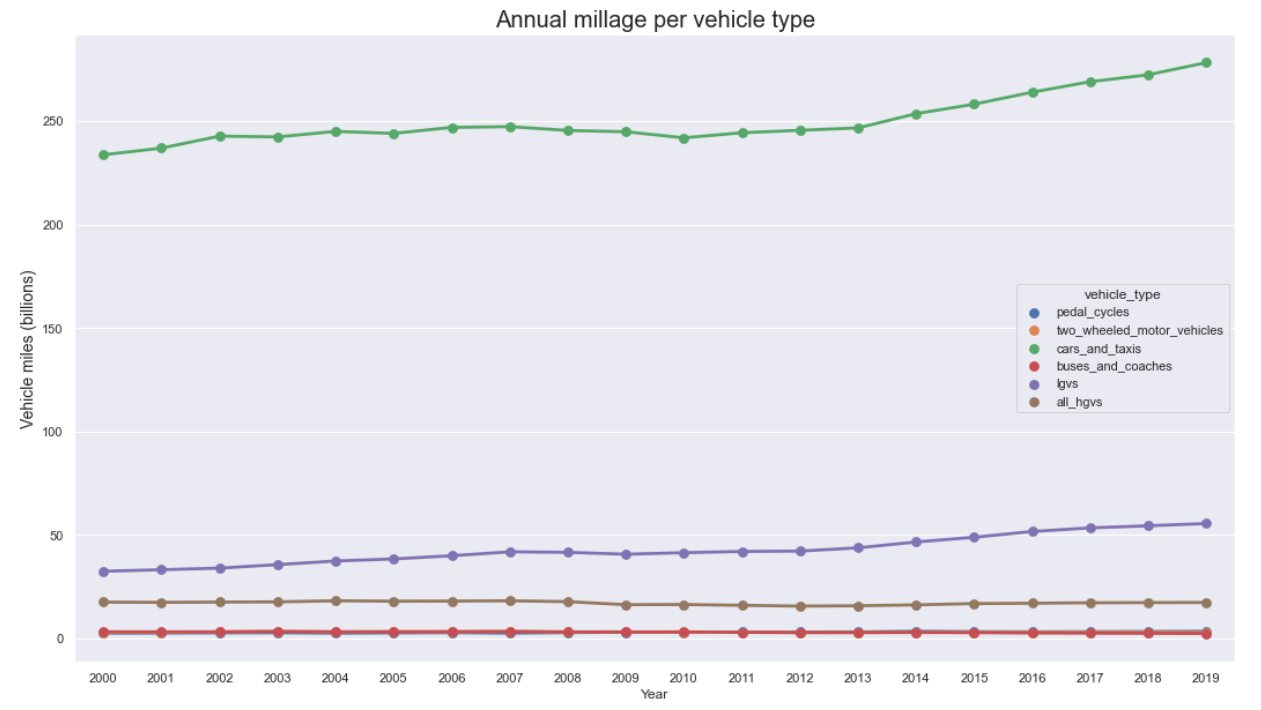 Annual millage per vehicle type
250
200
150
100
50
0
Vehicle miles (billions)
vehicle_type
pedal_cycles
two_wheeled_motor_vehicles
cars_and_taxis
buses_and_coaches
lgvs
all_hgvs
2000 2001 2002 2003 2004 2005 2006 2007 2008 2009 2010 2011 2012 2013 2014 2015 2016 2017 2018 2019
Year